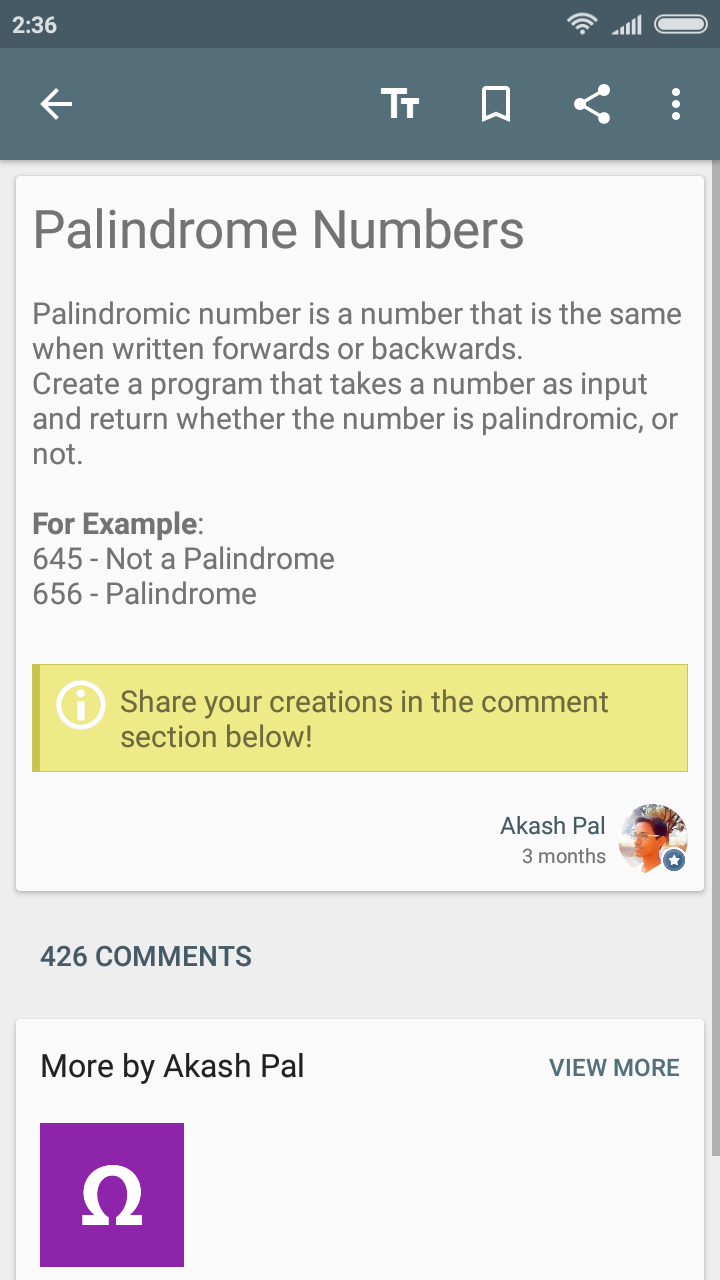 2:36
Palindrome Numbers
Palindromic number is a number that is the same
when written forwards or backwards.
Create a program that takes a number as input
and return whether the number is palindromic, or
not.
For Example:
645 - Not a Palindrome
656 - Palindrome
Share your creations in the comment
section below!
Akash Pal
3 months
426 COMMENTS
More by Akash Pal
VIEW MORE
Ω